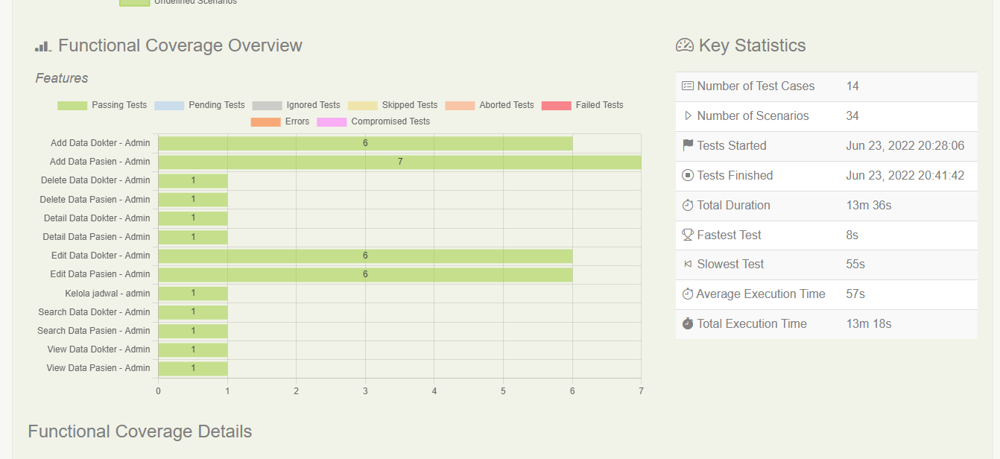 Undefined Scenarios
Functional Coverage Overview
Features
Passing Tests Pending Tests Ignored Tests Skipped Tests Aborted Tests Failed Tests
Errors Compromised Tests
Add Data Dokter - Admin 6
Add Data Pasien - Admin 7
Delete Data Dokter - Admin 1
Delete Data Pasien - Admin 1
Detail Data Dokter - Admin 1
Detail Data Pasien - Admin 1
Edit Data Dokter - Admin 6
Edit Data Pasien - Admin 6
Kelola jadwal - admin 1
Search Data Dokter - Admin 1
Search Data Pasien - Admin 1
View Data Dokter - Admin 1
View Data Pasien - Admin 1
0 1 2 3 4 5 6 7
Key Statistics
Number of Test Cases 14
Number of Scenarios 34
Tests Started Jun 23, 2022 20:28:06
Tests Finished Jun 23, 2022 20:41:42
Total Duration 13m 36s
Fastest Test 8s
Slowest Test 55s
Average Execution Time 57s
Total Execution Time 13m 18s
Functional Coverage Details